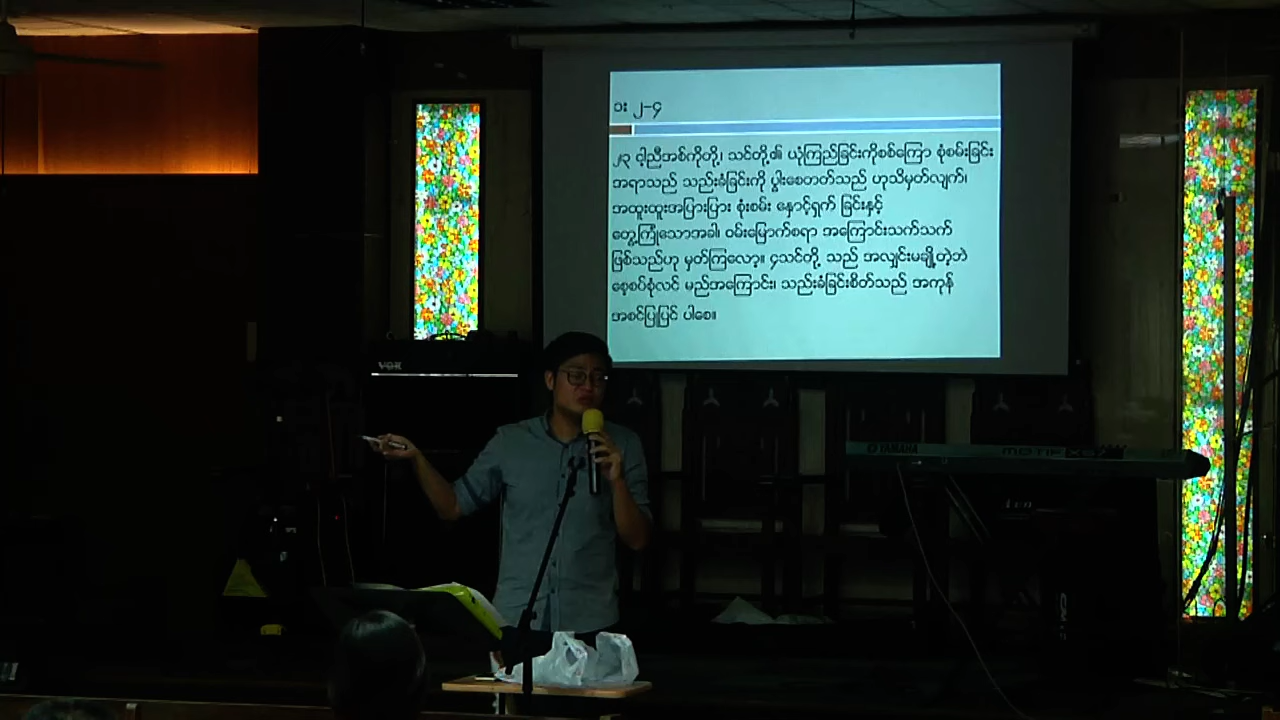 ၁း ၂-၄
၂၃ ငါ့ညီအစ်ကိုတို့၊ သင်တို့၏ ယုံကြည်ခြင်းကိုစစ်ကြော စုံစမ်းခြင်း
အရာသည် သည်းခံခြင်းကို ပွါးစေတတ်သည် ဟုသိမှတ်လျက်၊
အထူးထူးအပြားပြား စုံးစမ်း နှောင့်ရှက် ခြင်းနှင့်
တွေ့ကြုံသောအခါ၊ ဝမ်းမြောက်စရာ အကြောင်းသက်သက်
ဖြစ်သည်ဟု မှတ်ကြလော့။ ၄သင်တို့ သည် အလျှင်းမချို့တဲ့ဘဲ
စေ့စပ်စုံလင် မည်အကြောင်း၊ သည်းခံခြင်းစိတ်သည် အကုန်
အစင်ပြုပြင် ပါစေ။
VOX
YAMAHA
MOTIF